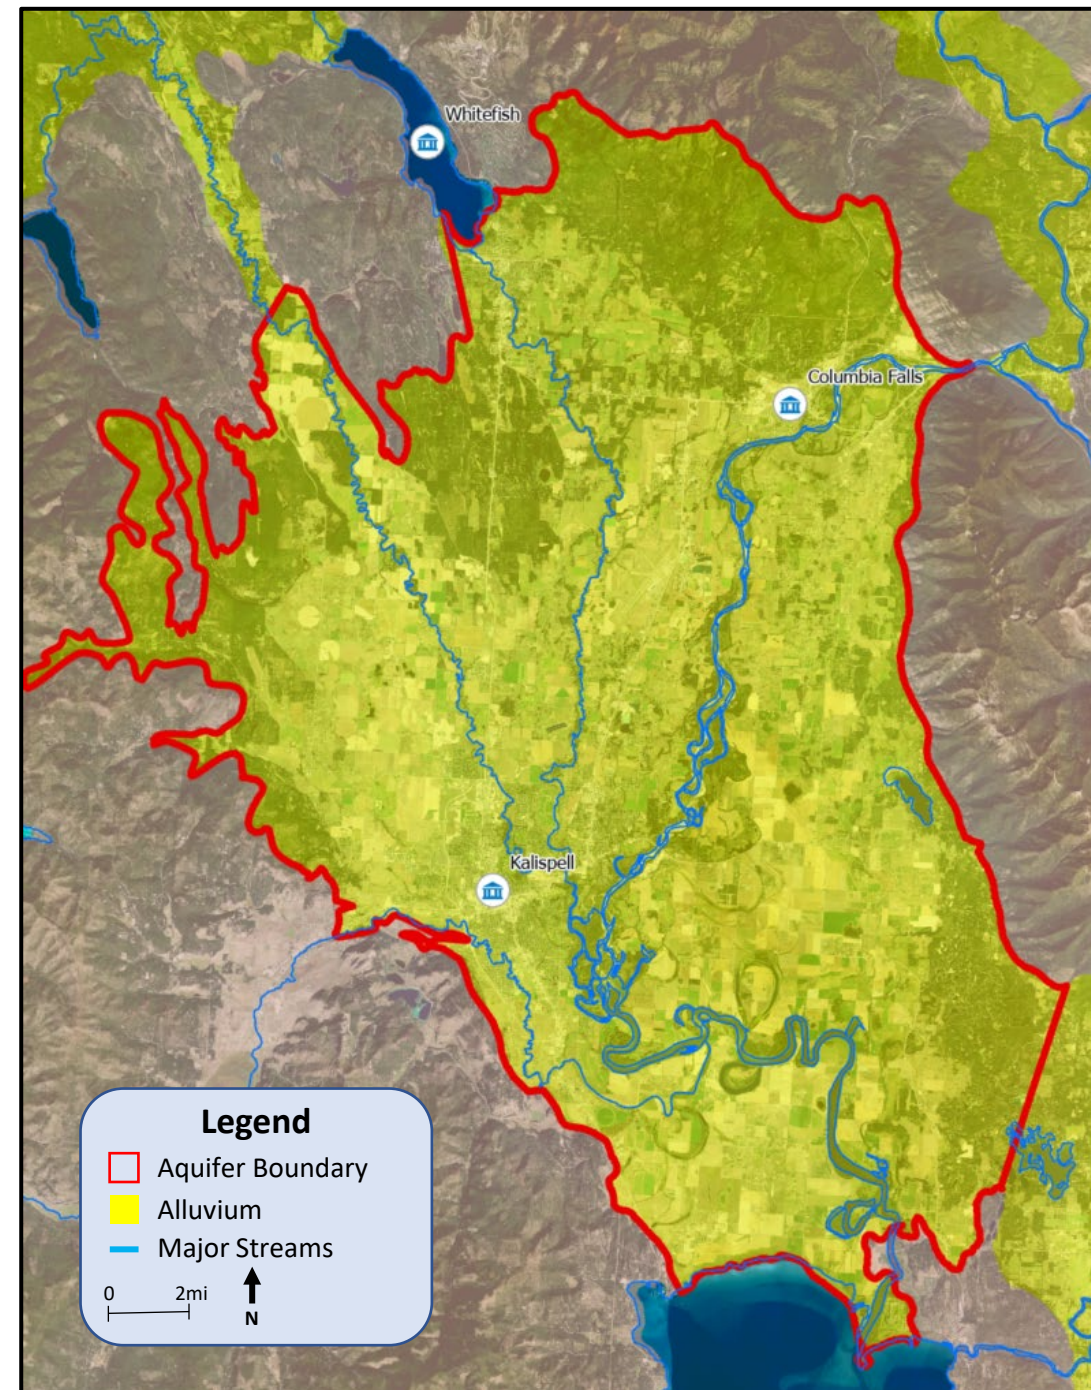 Whitefish
Columbia Falls
Kalispell
Legend
Aquifer Boundary
Alluvium
Major Streams
0 2mi
N